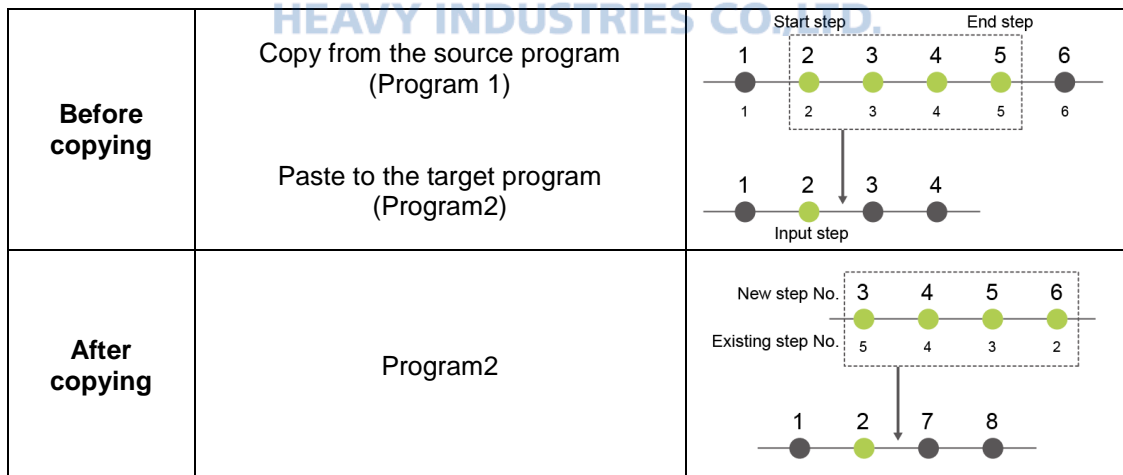 HEAVY INDUSTRIES CO.,LTD.
Before
copying
Copy from the source program
(Program 1)
Paste to the target program
(Program2)
Start step End step
1 2 3 4 5 6
1 2 3 4 5 6
1 2 3 4
Input step
After
copying
Program2
New step No. 3 4 5 6
Existing step No. 5 4 3 2
1 2 7 8